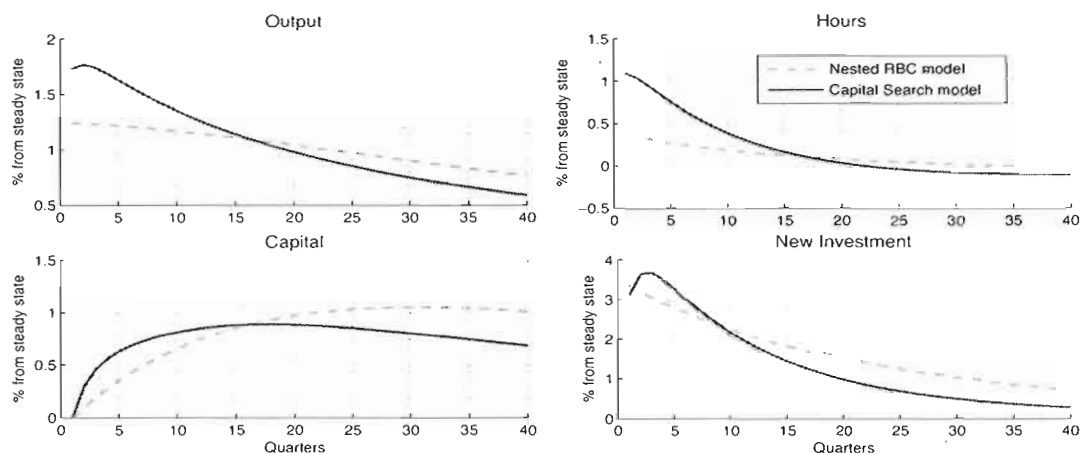 Output
% from steady state
2
1.5
1
0.5
0 5 10 15 20 25 30 35 40
Hours
% from steady state
1.5
1
0.5
0
−0.5
0 5 10 15 20 25 30 35 40
Nested RBC model
Capital Search model
Capital
% from steady state
1.5
1
0.5
0
0 5 10 15 20 25 30 35 40
Quarters
New Investment
% from steady state
4
3
2
1
0
0 5 10 15 20 25 30 35 40
Quarters